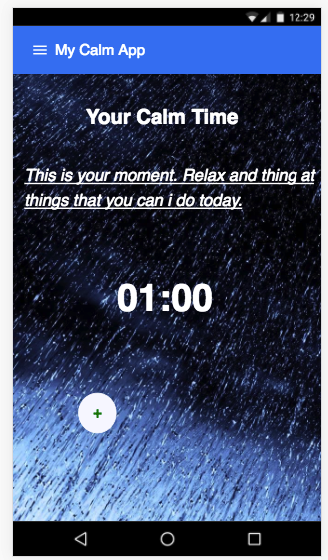 12:29
My Calm App
Your Calm Time
This is your moment. Relax and thing at
things that you can i do today.
01:00
+